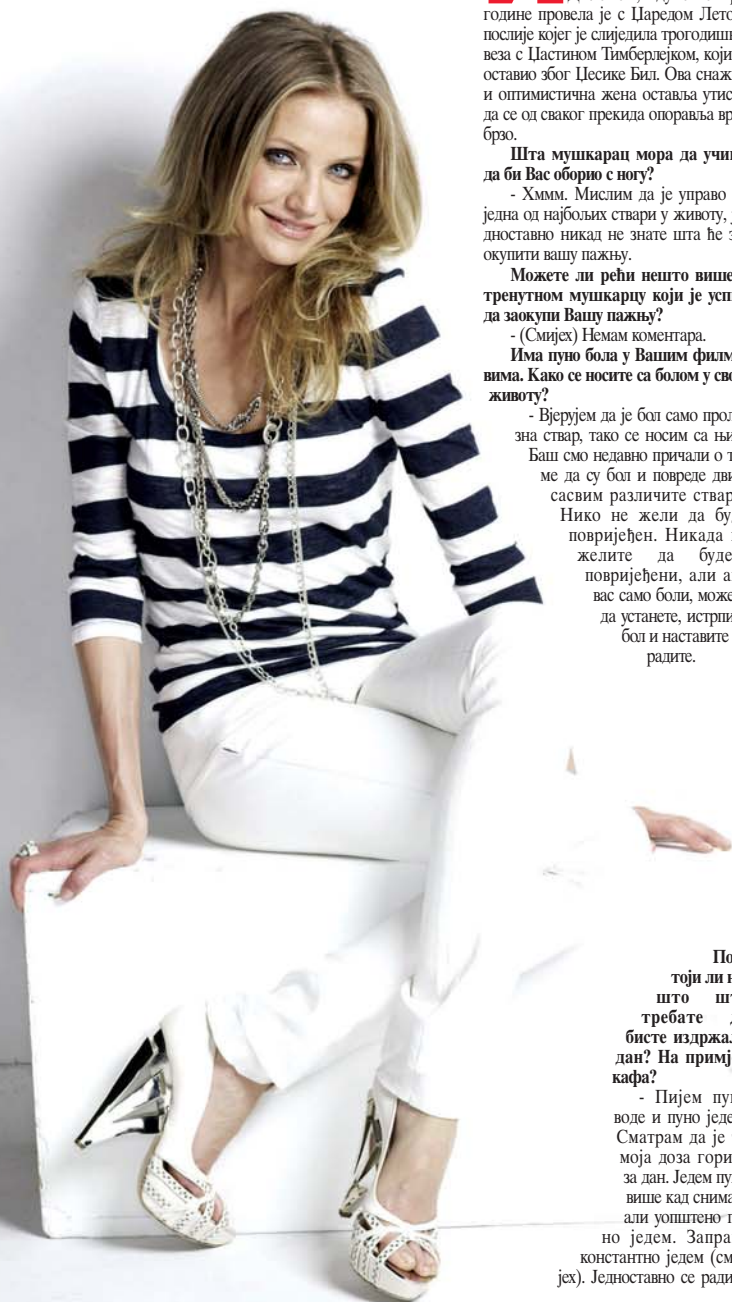 године провела је с Џаредом Лето
послије којег је слиједила трогодишњ
веза с Џастином Тимберлејком, који
оставио због Џесике Бил. Ова снаж
и оптимистична жена оставља утис
да се од сваког прекида опоравља вр
брзо.
Шта мушкарац мора да учин
да би Вас оборио с ногу?
- Хммм. Мислим да је управо
једна од најбољих ствари у животу, ј
дноставно никад не знате шта ће з
окупити вашу пажњу.
Можете ли рећи нешто више
тренутном мушкарцу који је усп
да заокупи Вашу пажњу?
- (Смијех) Немам коментара.
Има пуно бола у Вашим филм
вима. Како се носите са болом у сво
животу?
- Вјерујем да је бол само прол
зна ствар, тако се носим са њи
Баш смо недавно причали о т
ме да су бол и повреде дви
сасвим различите ствар
Нико не жели да буд
повријеђен. Никада
желите да буде
повријеђени, али а
вас само боли, може
да устанете, истрпи
бол и наставите
радите.
По
тоји ли н
што шт
требате
бисте издржал
дан? На примј
кафа?
- Пијем пун
воде и пуно једе
Сматрам да је
моја доза гори
за дан. Једем пу
више кад снима
али уопштено п
но једем. Запра
константно једем (см
јех). Једноставно се ради